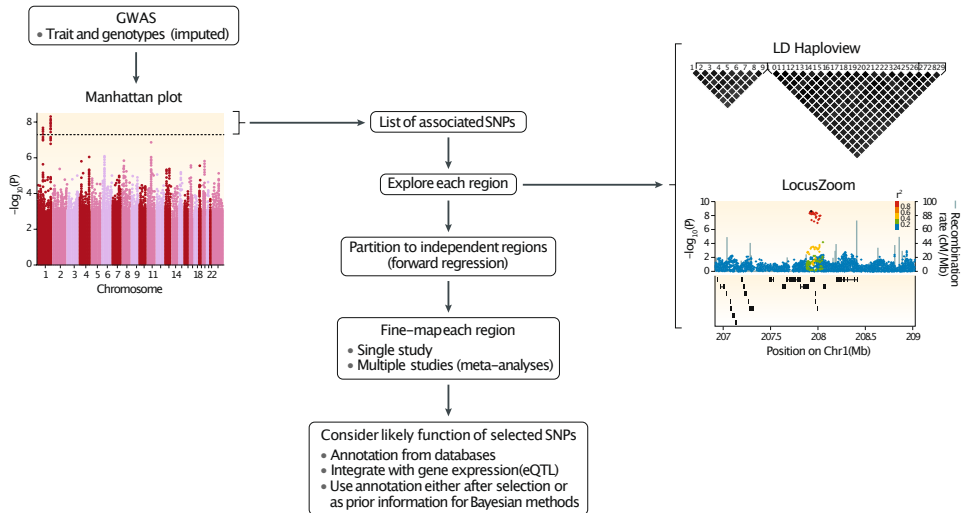 GWAS
• Trait and genotypes (imputed)
Manhattan plot
8
6
4
2
0
–log10(P)
1 2 3 4 5 6 7 8 9 11 14 18 22
Chromosome
List of associated SNPs
Explore each region
Partition to independent regions
(forward regression)
Fine-map each region
• Single study
• Multiple studies (meta-analyses)
Consider likely function of selected SNPs
• Annotation from databases
• Integrate with gene expression(eQTL)
• Use annotation either after selection or
as prior information for Bayesian methods
LD Haploview
LocusZoom
r2
0.8
0.6
0.4
0.2
10
8
6
4
2
0
–log10(P)
100
88
66
44
20
0
— Recombination
rate (cM/Mb)
207 207.5 208 208.5 209
Position on Chr1(Mb)